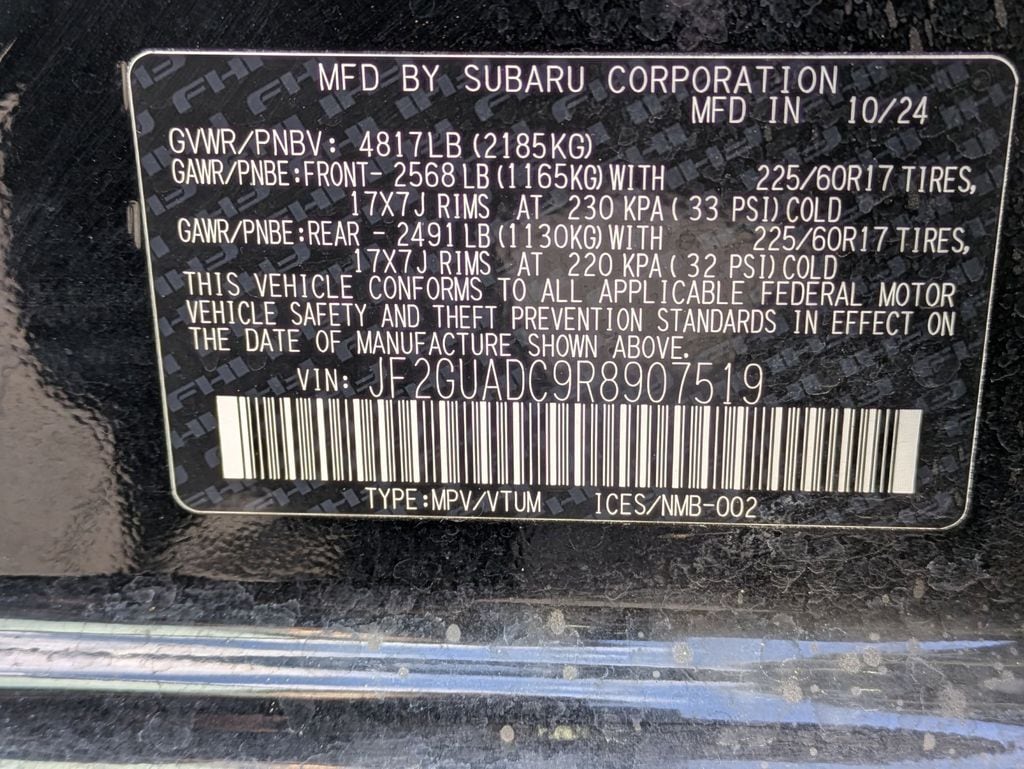 MFD BY SUBARU CORPORATION
MFD IN 10/24
GVWR/PNBV: 4817LB (2185KG)
GAWR/PNBE:FRONT- 2568 LB (1165KG) WITH 225/60R17 TIRES,
17X7J RIMS AT 230 KPA ( 33 PSI) COLD
GAWR/PNBE:REAR - 2491 LB (1130KG) WITH 225/60R17 TIRES,
17X7J RIMS AT 220 KPA ( 32 PSI) COLD
THIS VEHICLE CONFORMS TO ALL APPLICABLE FEDERAL MOTOR
VEHICLE SAFETY AND THEFT PREVENTION STANDARDS IN EFFECT ON
THE DATE OF MANUFACTURE SHOWN ABOVE.
VIN: JF2GUADC9R8907519
TYPE:MPV/VTUM ICES/NMB-002